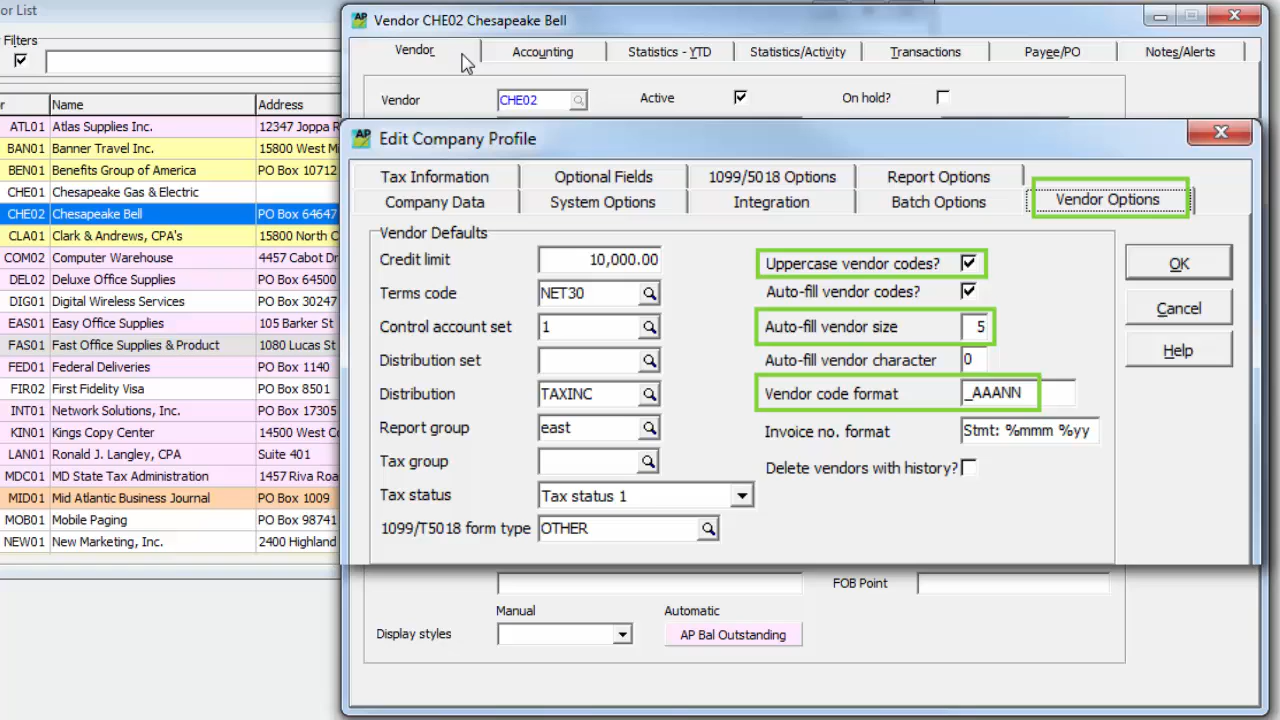 or List
Filters
r Name Address
ATL01 Atlas Supplies Inc. 12347 Joppa R
BAN01 Banner Travel Inc. 15800 West M
BEN01 Benefits Group of America PO Box 10712
CHE01 Chesapeake Gas & Electric
CHE02 Chesapeake Bell PO Box 64647
CLA01 Clark & Andrews, CPA's 15800 North C
COM02 Computer Warehouse 4457 Cabot D
DEL02 Deluxe Office Supplies PO Box 64500
DIG01 Digital Wireless Services PO Box 30247
EAS01 Easy Office Supplies 105 Barker St
FAS01 Fast Office Supplies & Product 1080 Lucas St
FED01 Federal Deliveries PO Box 1140
FIR02 First Fidelity Visa PO Box 8501
INT01 Network Solutions, Inc. PO Box 17305
KIN01 Kings Copy Center 14500 West
LAN01 Ronald J. Langley, CPA Suite 401
MDC01 MD State Tax Administration 1457 Riva Roa
MID01 Mid Atlantic Business Journal PO Box 1009
MOB01 Mobile Paging PO Box 98741
NEW01 New Marketing, Inc. 2400 Highland
AP Vendor CHE02 Chesapeake Bell
Vendor Accounting Statistics - YTD Statistics/Activity Transactions Payee/PO Notes/Alerts
Vendor CHE02 Active On hold?
AP Edit Company Profile
Tax Information Optional Fields 1099/5018 Options Report Options
Company Data System Options Integration Batch Options Vendor Options
Vendor Defaults
Credit limit 10,000.00
Terms code NET30
Control account set 1
Distribution set
Distribution TAXINC
Report group east
Tax group
Tax status Tax status 1
1099/T5018 form type OTHER
Uppercase vendor codes?
Auto-fill vendor codes?
Auto-fill vendor size 5
Auto-fill vendor character 0
Vendor code format _AAANN
Invoice no. format Stmt: %mmm %yy
Delete vendors with history?
OK
Cancel
Help
FOB Point
Manual Automatic
Display styles AP Bal Outstanding